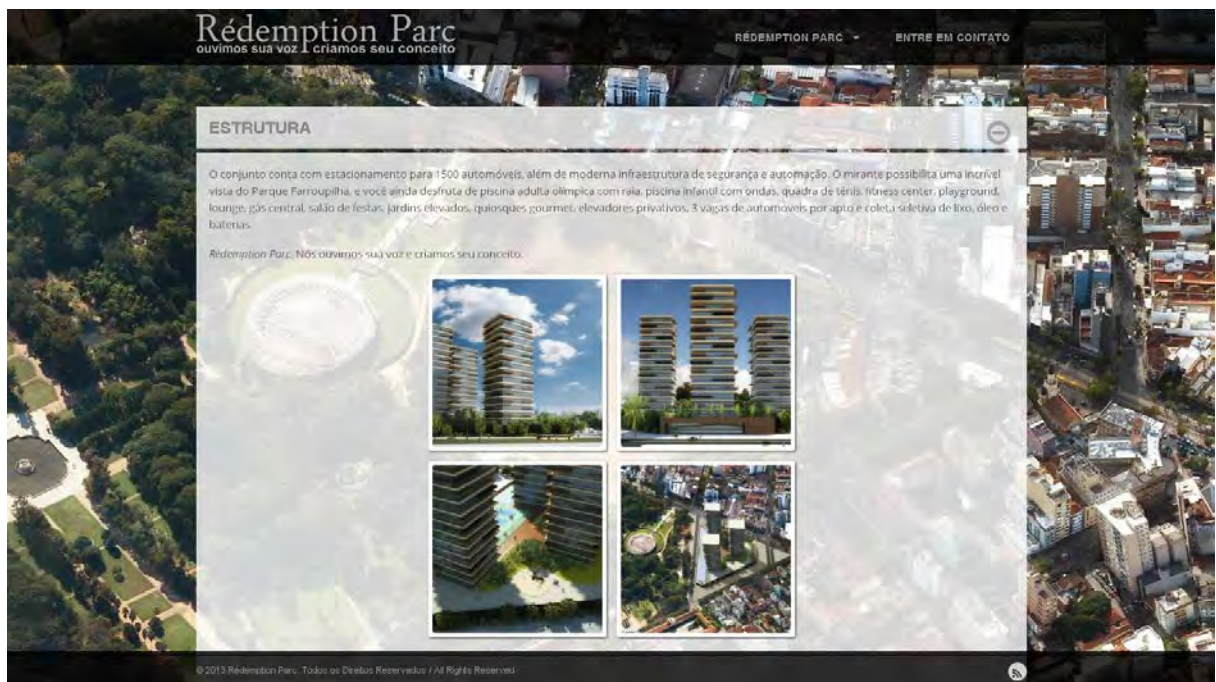 Rédemption Parc
ouvimos sua voz criamos seu conceito
RÉDEMPTION PARC
ENTRE EM CONTATO
ESTRUTURA
O conjunto conta com estacionamento para 1500 automóveis, além de moderna infraestrutura de segurança e automação. O mirante possibilita uma incrível
vista do Parque Farroupilha, e você ainda desfruta de piscina adulta olímpica com raia, piscina infantil com ondas, quadra de tênis, fitness center, playground,
lounge, gás central, salão de festas, jardins elevados, quiosques gourmet, elevadores privativos, 3 vagas de automóveis por apto e coleta seletiva de lixo, óleo e
baterias.
Rédemption Parc. Nós ouvimos sua voz e criamos seu conceito.
© 2013 Rédemption Parc. Todos os Direitos Reservados / All Rights Reserved